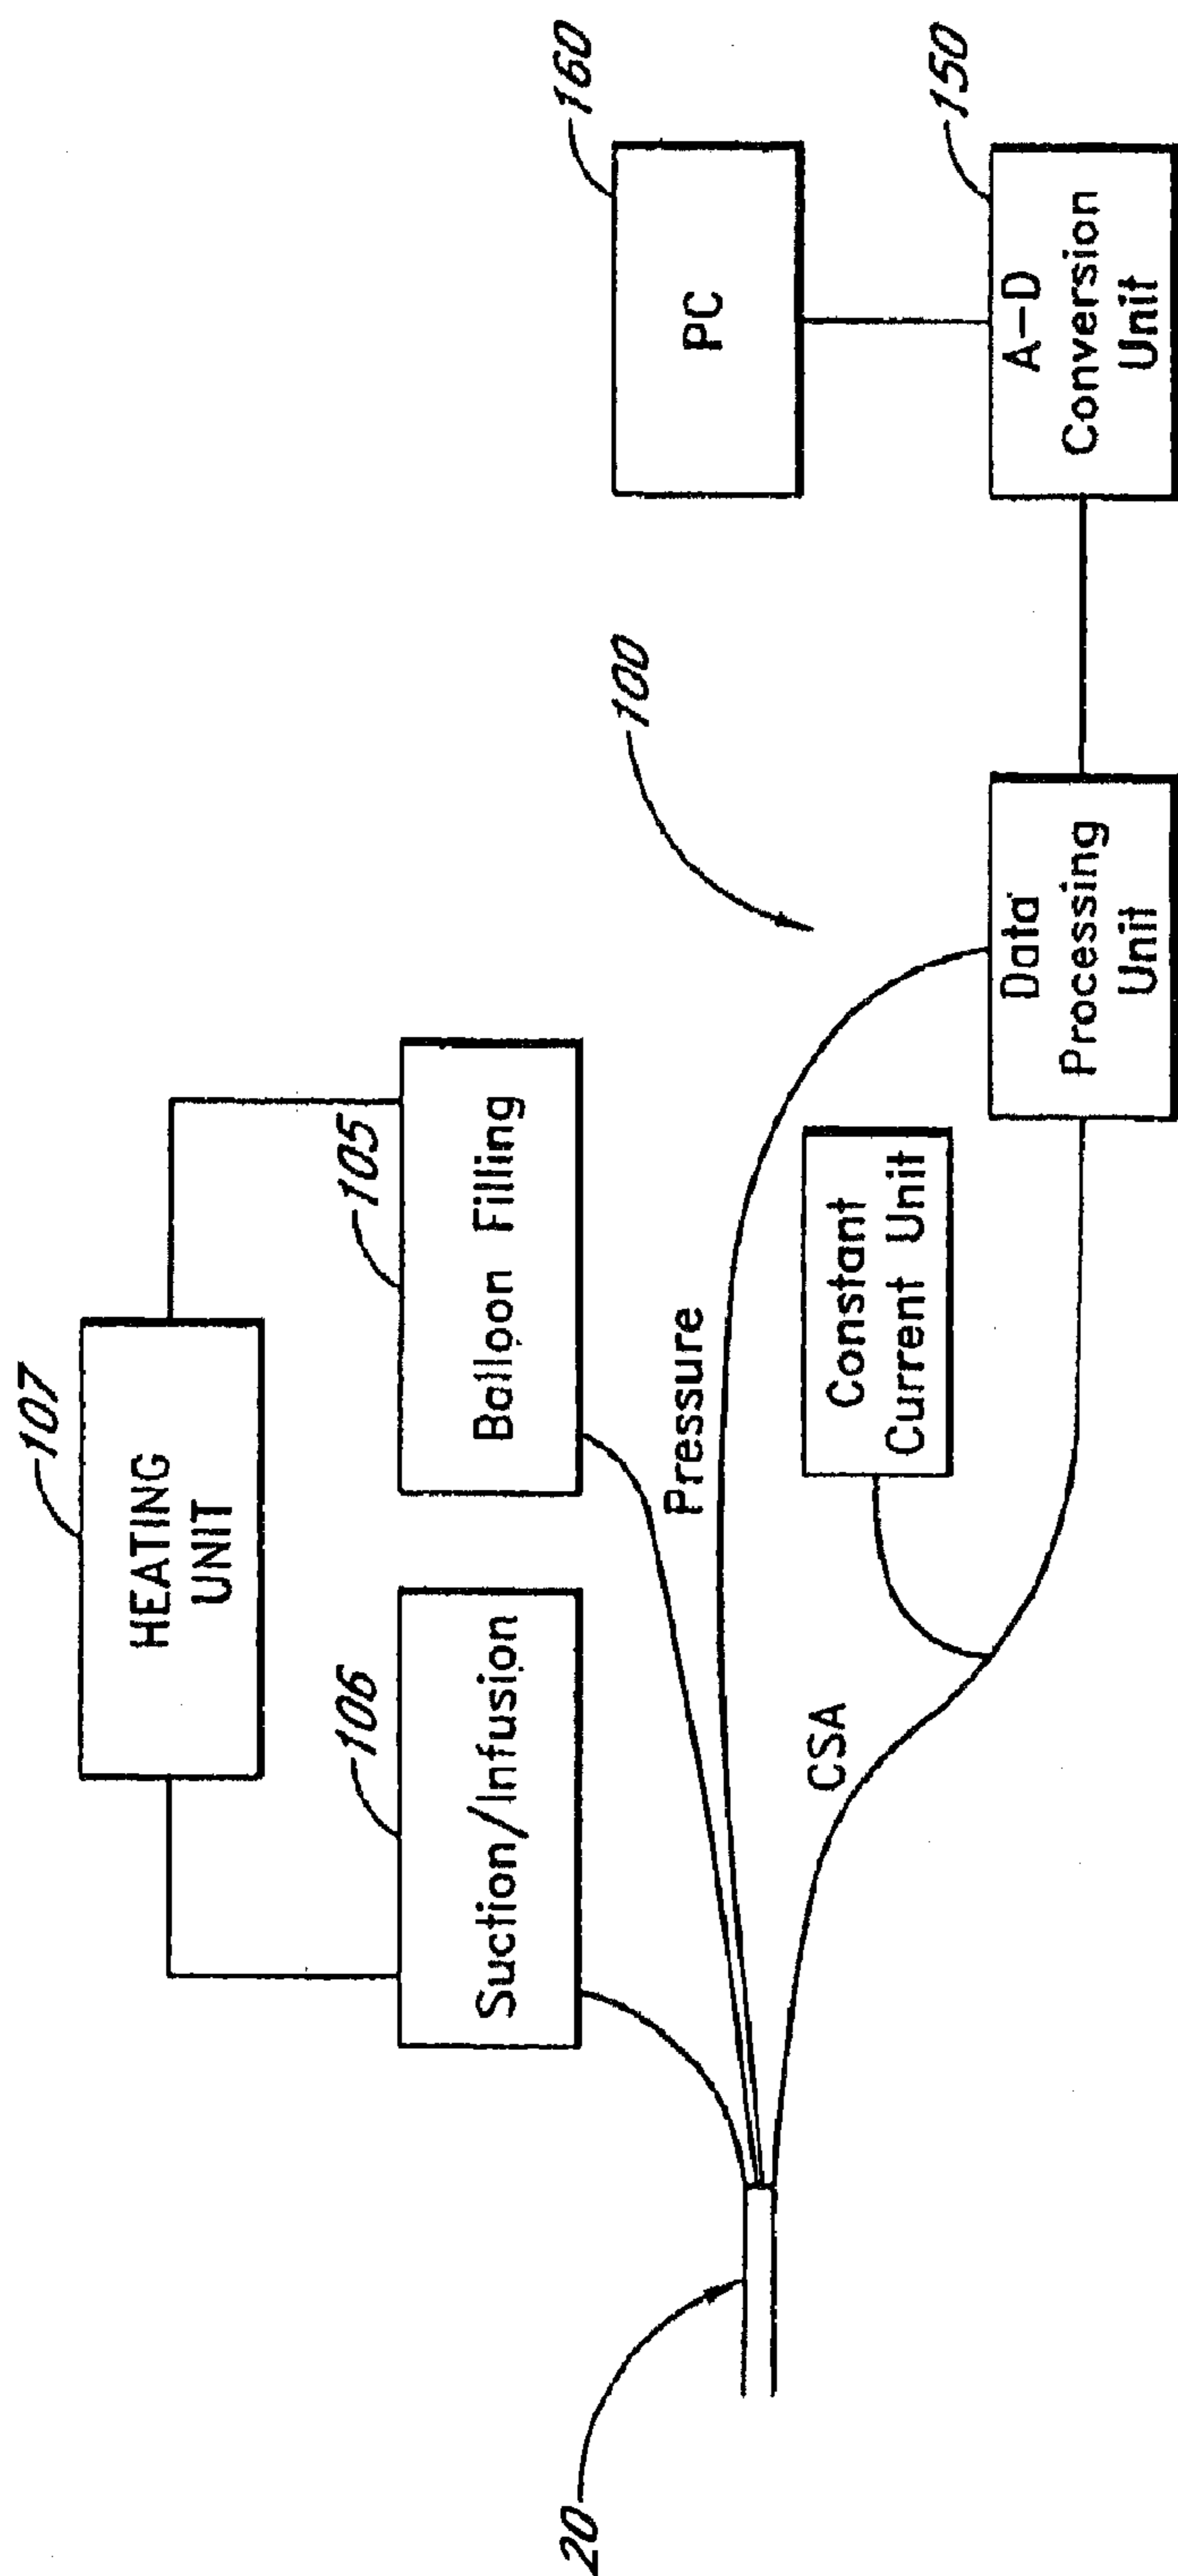 107
HEATING
UNIT
106
Suction/Infusion
105
Balloon Filling
160
PC
100
Pressure
Constant
Current Unit
CSA
20
Data
Processing
Unit
150
A-D
Conversion
Unit